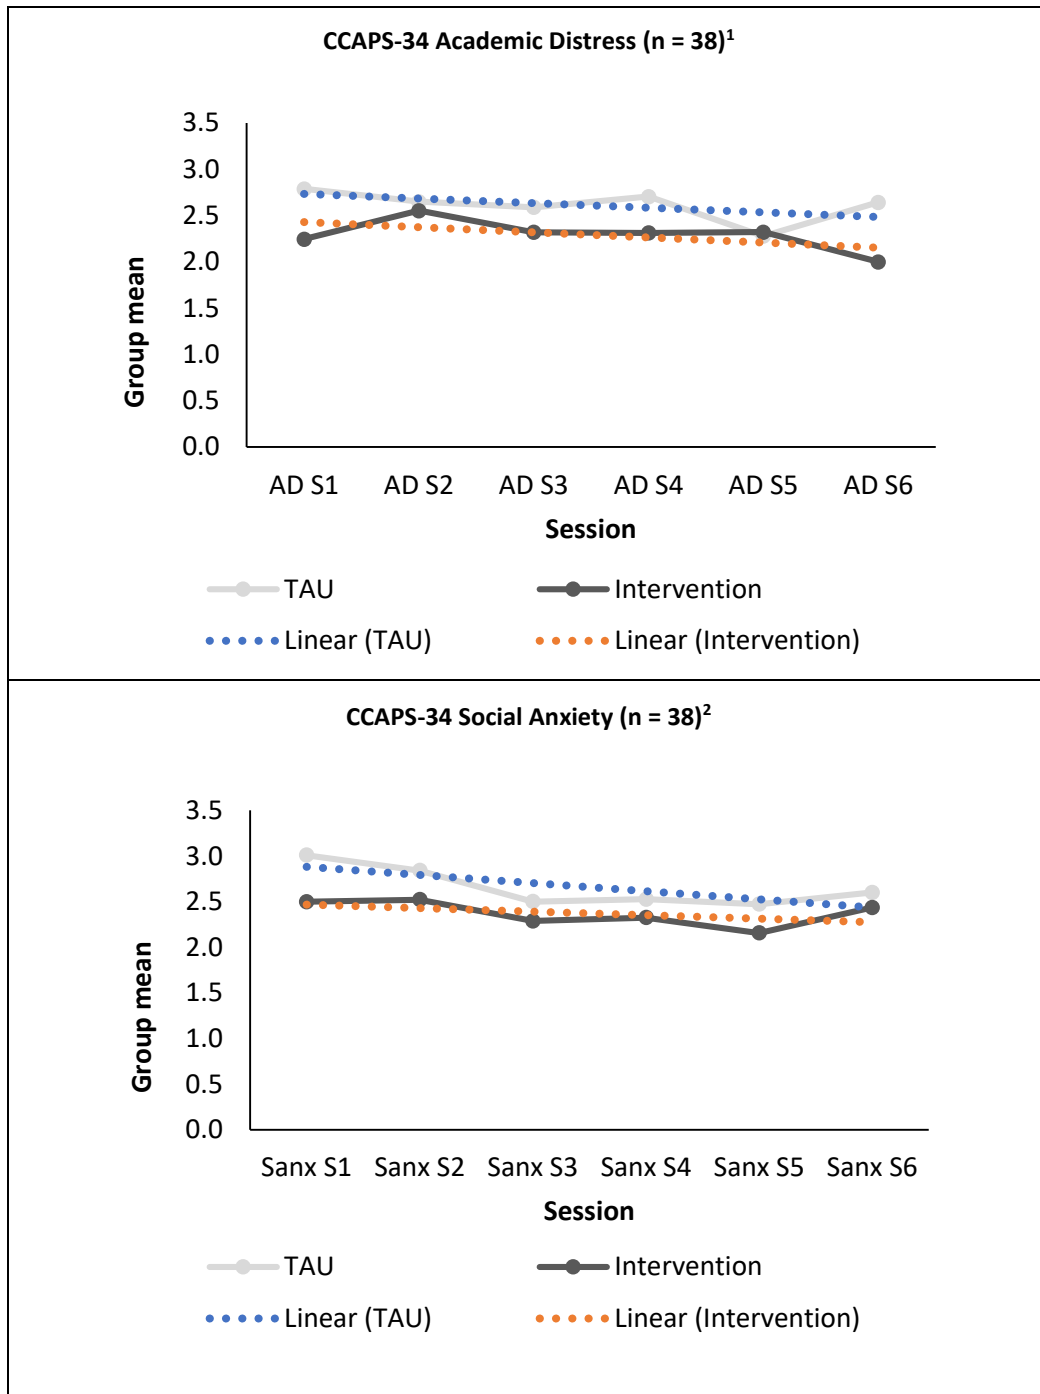 CCAPS-34 Academic Distress (n = 38)¹
3.5
3.0
2.5
2.0
1.5
1.0
0.5
0.0
Group mean
AD S1 AD S2 AD S3 AD S4 AD S5 AD S6
Session
TAU Intervention
Linear (TAU) Linear (Intervention)
CCAPS-34 Social Anxiety (n = 38)²
3.5
3.0
2.5
2.0
1.5
1.0
0.5
0.0
Group mean
Sanx S1 Sanx S2 Sanx S3 Sanx S4 Sanx S5 Sanx S6
Session
TAU Intervention
Linear (TAU) Linear (Intervention)